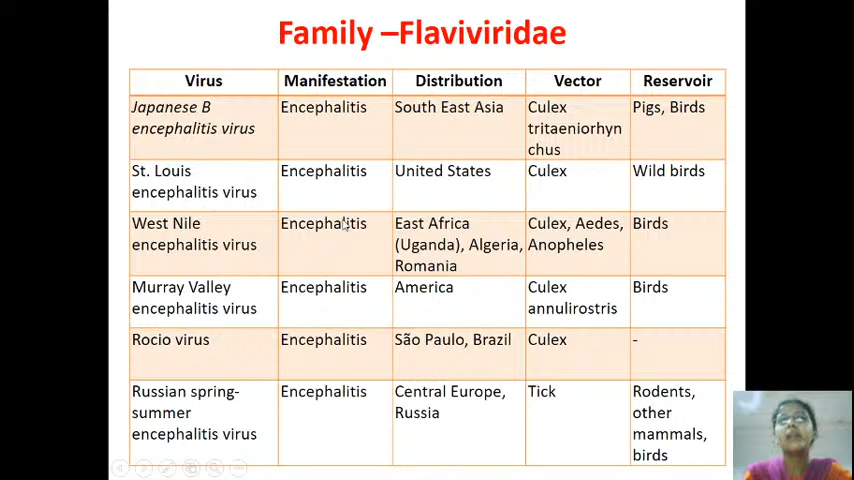 Family –Flaviviridae
Virus Manifestation Distribution Vector Reservoir
Japanese B
encephalitis virus
Encephalitis
South East Asia
Culex
tritaeniorhyn
chus
Pigs, Birds
St. Louis
encephalitis virus
Encephalitis
United States
Culex
Wild birds
West Nile
encephalitis virus
Encephalitis
East Africa
(Uganda), Algeria,
Romania
Culex, Aedes,
Anopheles
Birds
Murray Valley
encephalitis virus
Encephalitis
America
Culex
annulirostris
Birds
Rocio virus
Encephalitis
São Paulo, Brazil
Culex
-
Russian spring-
summer
encephalitis virus
Encephalitis
Central Europe,
Russia
Tick
Rodents,
other
mammals,
birds